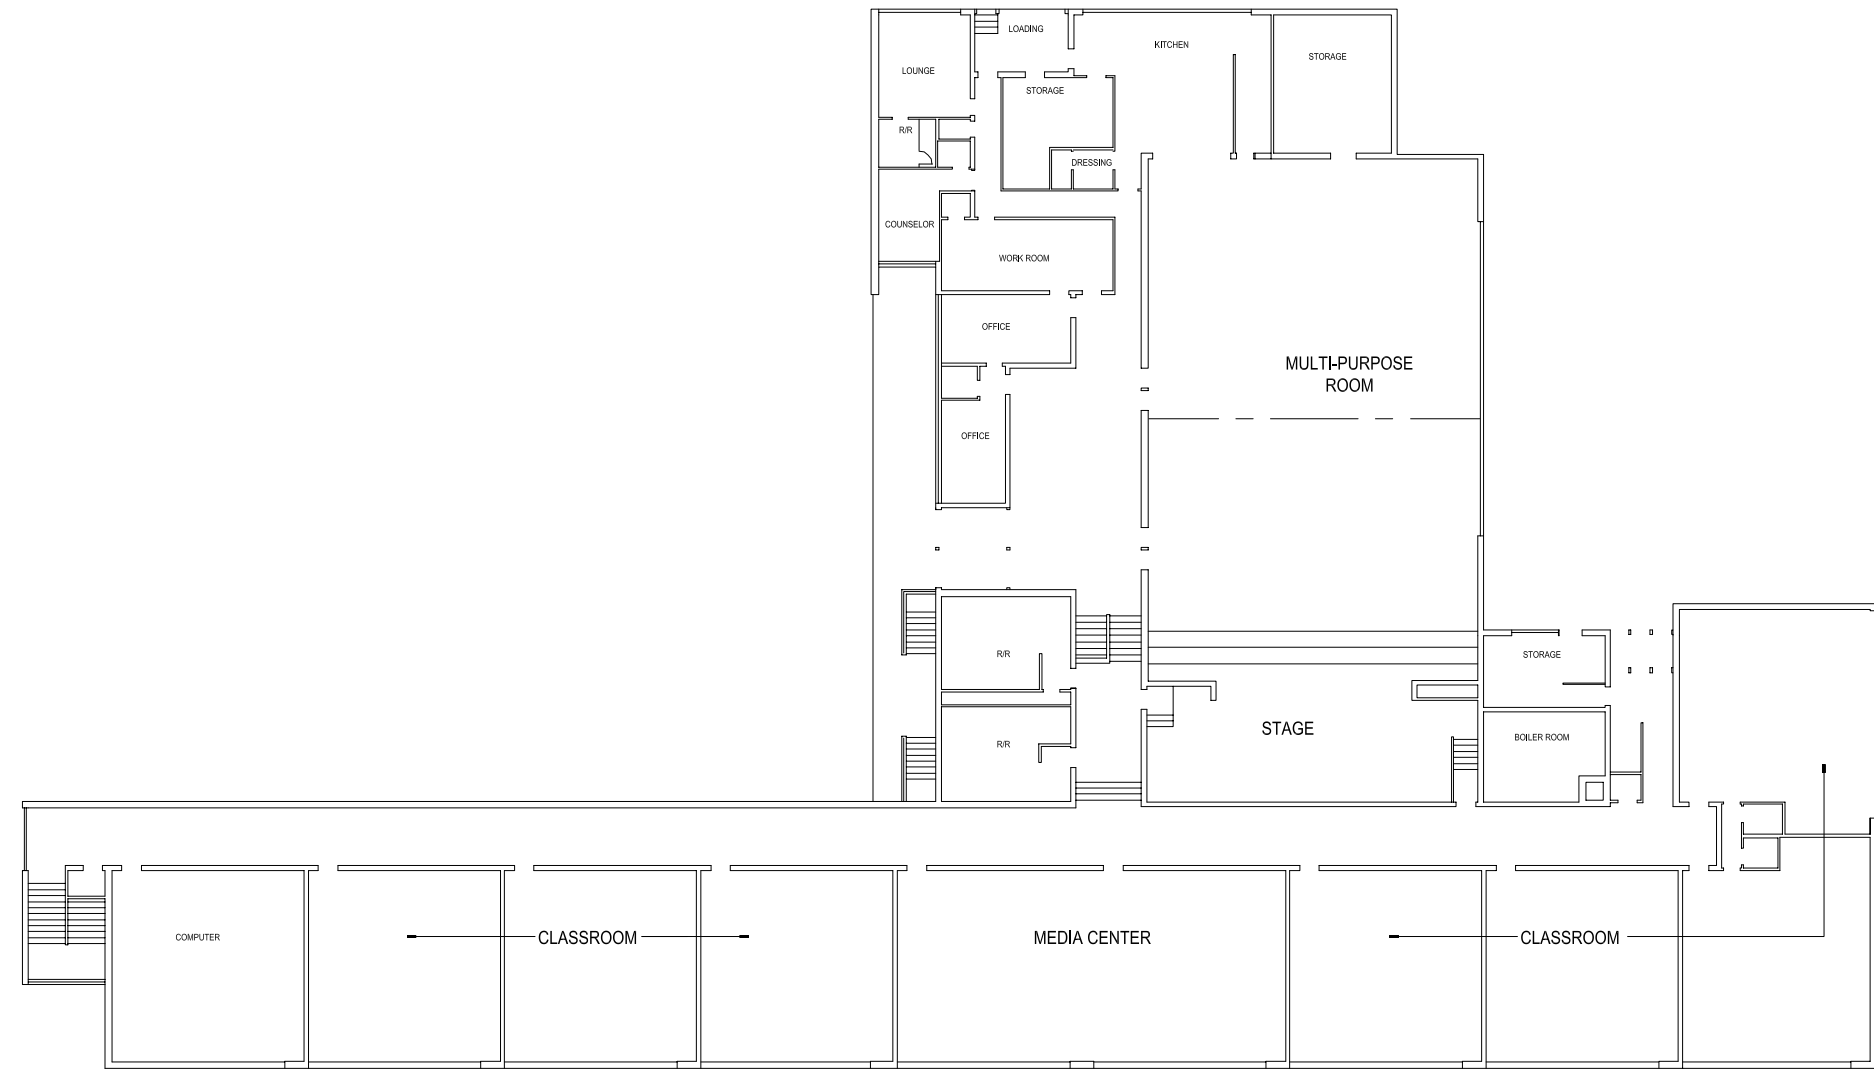 LOADING
KITCHEN
STORAGE
LOUNGE
STORAGE
R/R
DRESSING
COUNSELOR
WORK ROOM
OFFICE
MULTI-PURPOSE
ROOM
OFFICE
R/R
STORAGE
STAGE
R/R
BOILER ROOM
COMPUTER
CLASSROOM
MEDIA CENTER
CLASSROOM